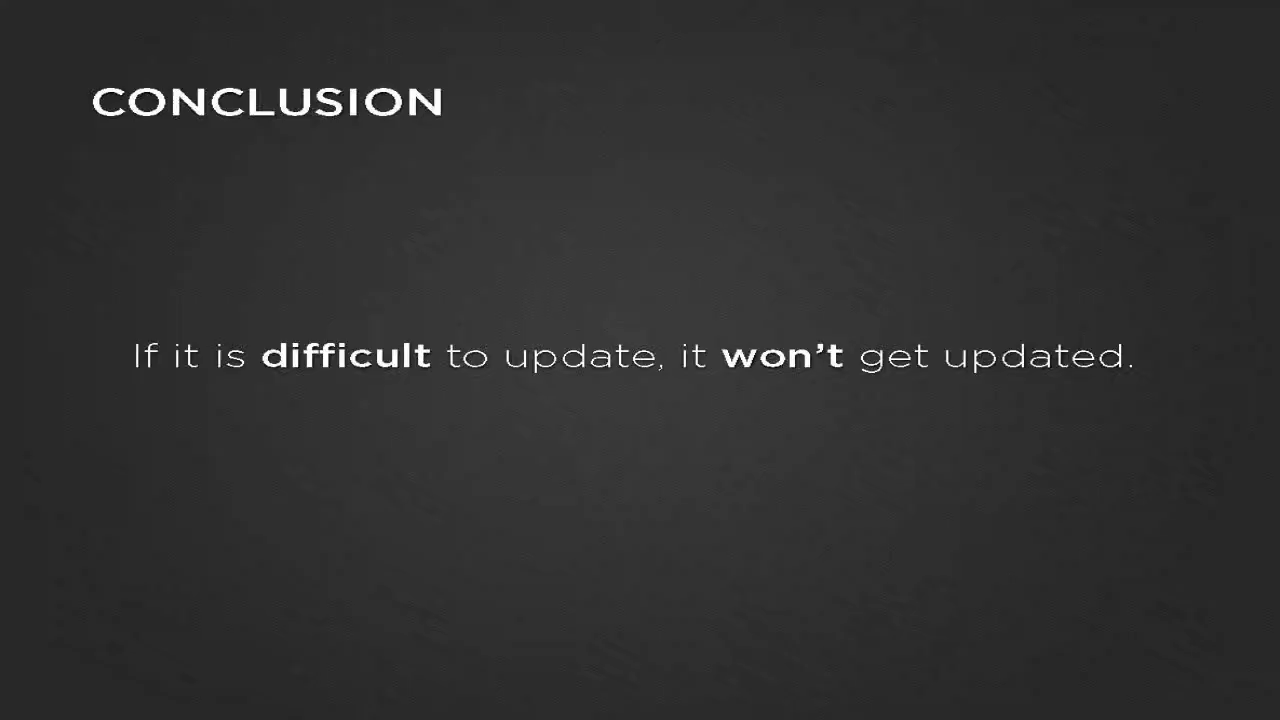 CONCLUSION
If it is difficult to update, it won’t get updated.